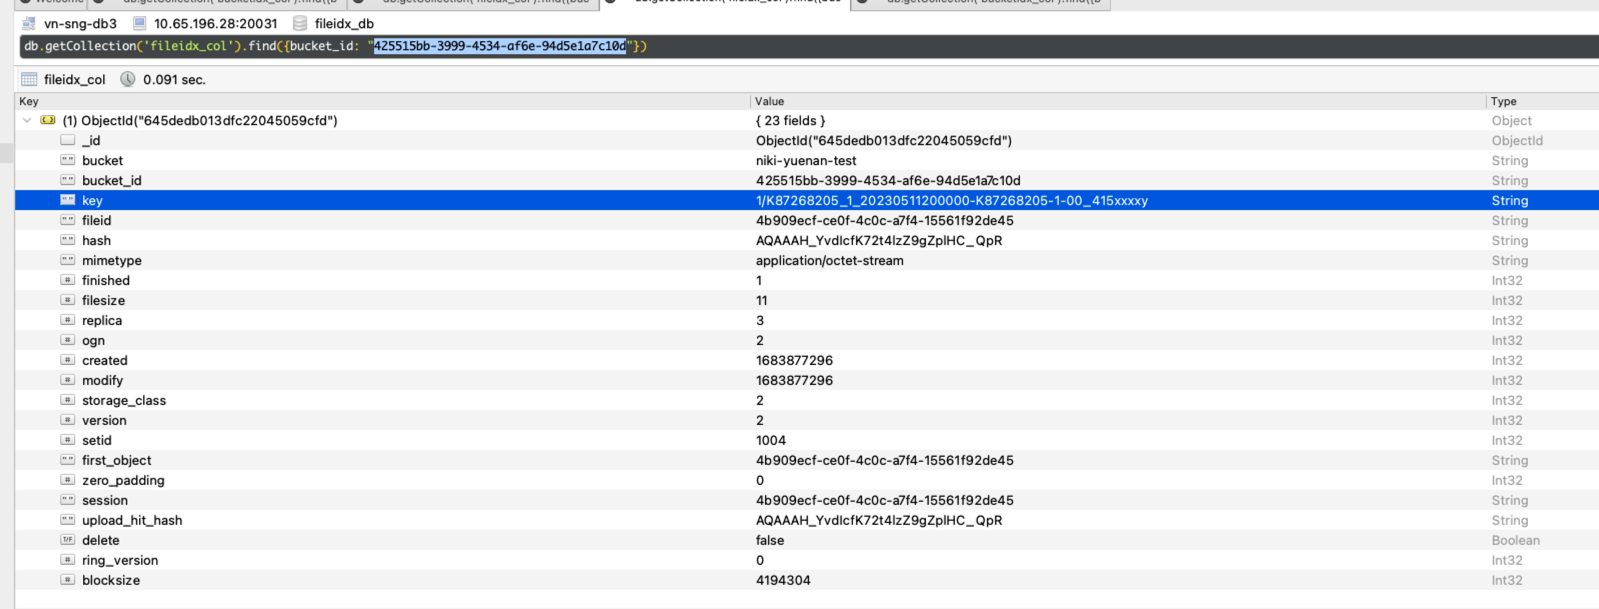 vn-sng-db3 10.65.196.28:20031 fileidx_db
db.getCollection('fileidx_col').find({bucket_id: "425515bb-3999-4534-af6e-94d5e1a7c10d"})
fileidx_col 0.091 sec.
Key Value Type
(1) ObjectId("645dedb013dfc22045059cfd") { 23 fields } Object
_id ObjectId("645dedb013dfc22045059cfd") ObjectId
bucket niki-yuenan-test String
bucket_id 425515bb-3999-4534-af6e-94d5e1a7c10d String
key 1/K87268205_1_20230511200000-K87268205-1-00_415xxxxy String
fileid 4b909ecf-ce0f-4c0c-a7f4-15561f92de45 String
hash AQAAAH_YvdIcfK72t4lzZ9gZplHC_QpR String
mimetype application/octet-stream String
finished 1 Int32
filesize 11 Int32
replica 3 Int32
ogn 2 Int32
created 1683877296 Int32
modify 1683877296 Int32
storage_class 2 Int32
version 2 Int32
setid 1004 Int32
first_object 4b909ecf-ce0f-4c0c-a7f4-15561f92de45 String
zero_padding 0 Int32
session 4b909ecf-ce0f-4c0c-a7f4-15561f92de45 String
upload_hit_hash AQAAAH_YvdIcfK72t4lzZ9gZplHC_QpR String
delete false Boolean
ring_version 0 Int32
blocksize 4194304 Int32